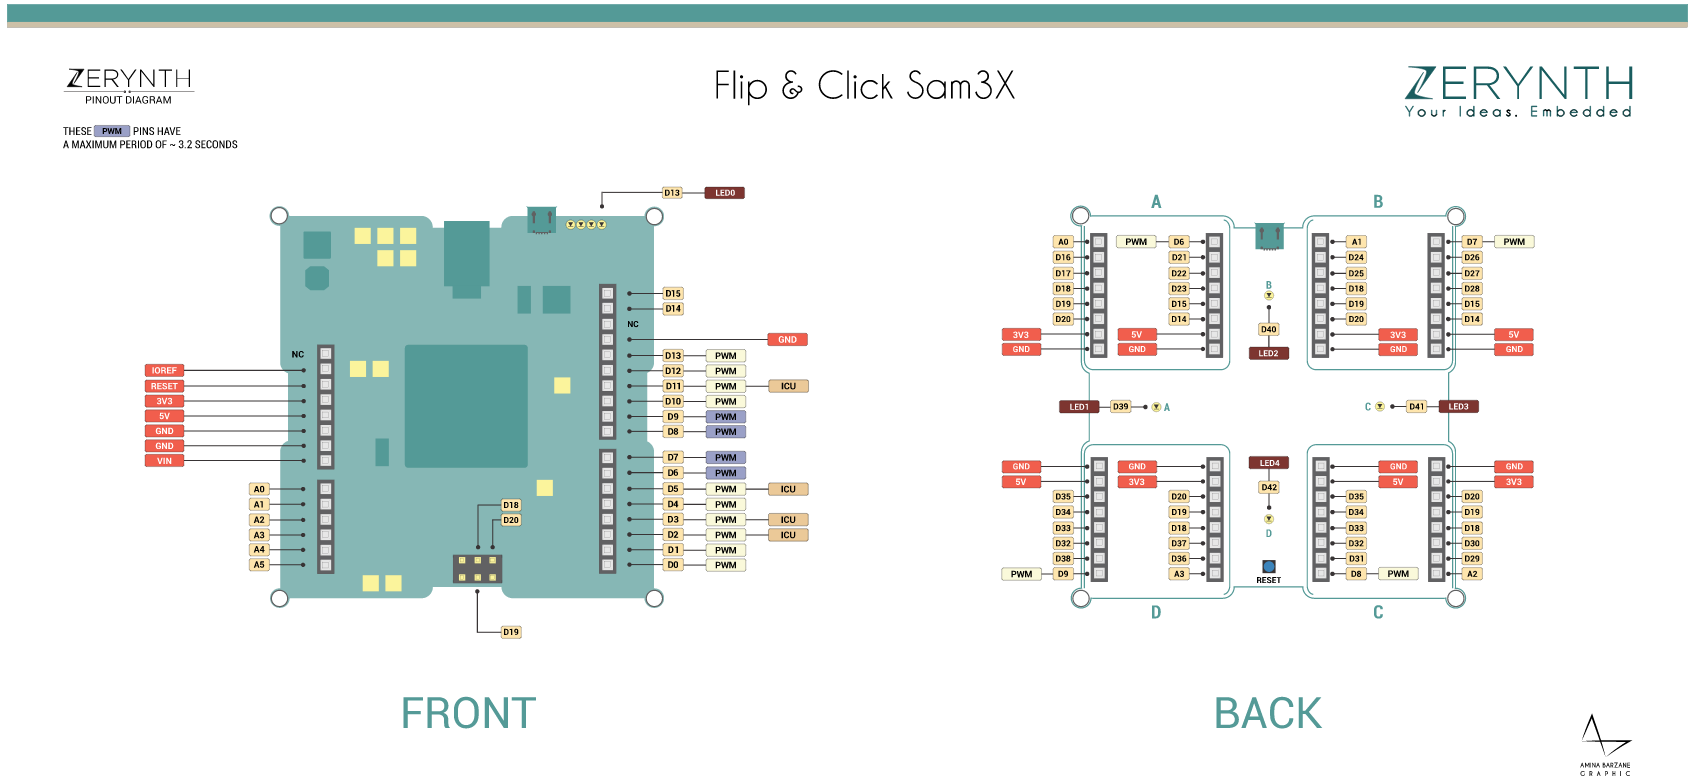 ZERYNTH
PINOUT DIAGRAM
THESE PWM PINS HAVE
A MAXIMUM PERIOD OF ~ 3.2 SECONDS
Flip & Click Sam3X
ZERYNTH
Your Ideas. Embedded
D13 LED0
D15
D14
NC
GND
D13 PWM
D12 PWM
D11 PWM ICU
D10 PWM
D9 PWM
D8 PWM
D7 PWM
D6 PWM
D5 PWM ICU
D4 PWM
D3 PWM ICU
D2 PWM ICU
D1 PWM
D0 PWM
NC
IOREF
RESET
3V3
5V
GND
GND
VIN
A0
A1
A2
A3
A4
A5
D18
D20
D19
FRONT
A
A0 PWM D6
D16 D21
D17 D22
D18 D23
D19 D15
D20 D14
3V3 5V
GND GND
B
D40
LED2
B
A1 D7 PWM
D24 D26
D25 D27
D18 D28
D19 D15
D20 D14
3V3 5V
GND GND
LED1 D39 A
C D41 LED3
GND GND
5V 3V3
D35 D20
D34 D19
D33 D18
D32 D37
D38 D36
PWM D9 A3
D
LED4
D42
D
RESET
GND GND
5V 3V3
D35 D20
D34 D19
D33 D18
D32 D30
D31 D29
D8 PWM A2
C
BACK
AMINA BARZANE
GRAPHIC